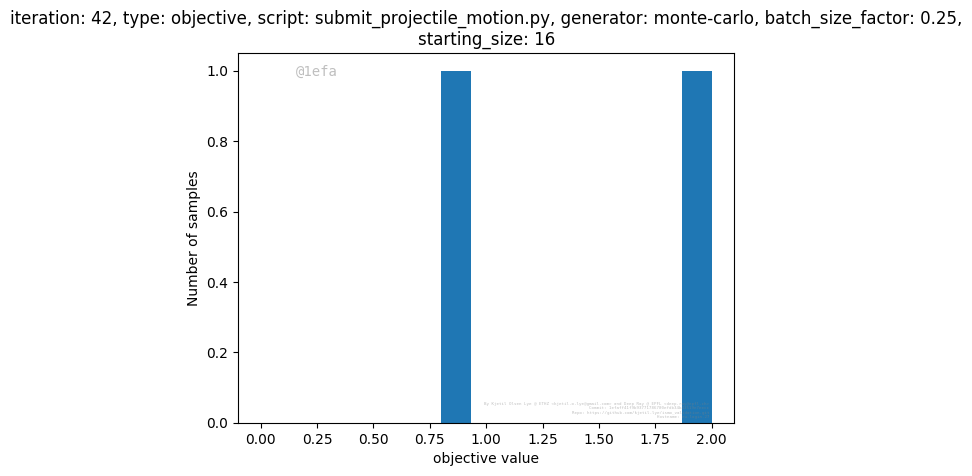 iteration: 42, type: objective, script: submit_projectile_motion.py, generator: monte-carlo, batch_size_factor: 0.25,
starting_size: 16
@1efa
1.0
0.8
0.6
0.4
0.2
0.0
Number of samples
0.00 0.25 0.50 0.75 1.00 1.25 1.50 1.75 2.00
objective value